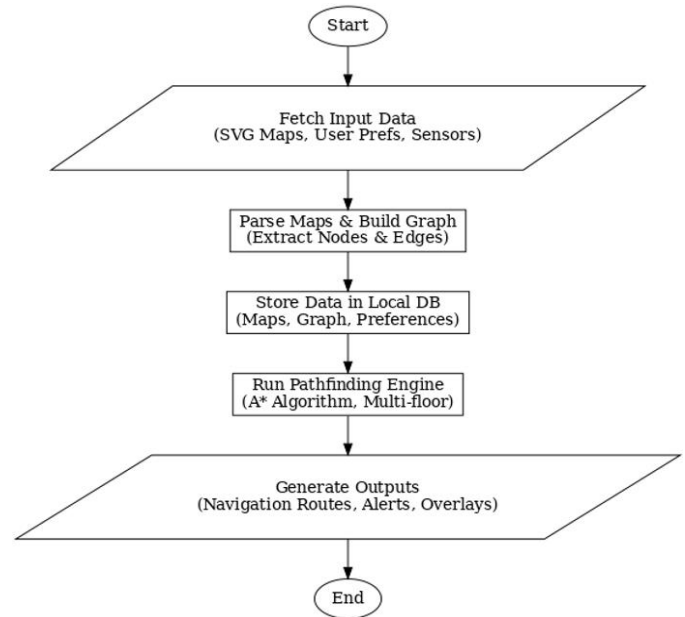 Start
Fetch Input Data
(SVG Maps, User Prefs, Sensors)
Parse Maps & Build Graph
(Extract Nodes & Edges)
Store Data in Local DB
(Maps, Graph, Preferences)
Run Pathfinding Engine
(A* Algorithm, Multi-floor)
Generate Outputs
(Navigation Routes, Alerts, Overlays)
End